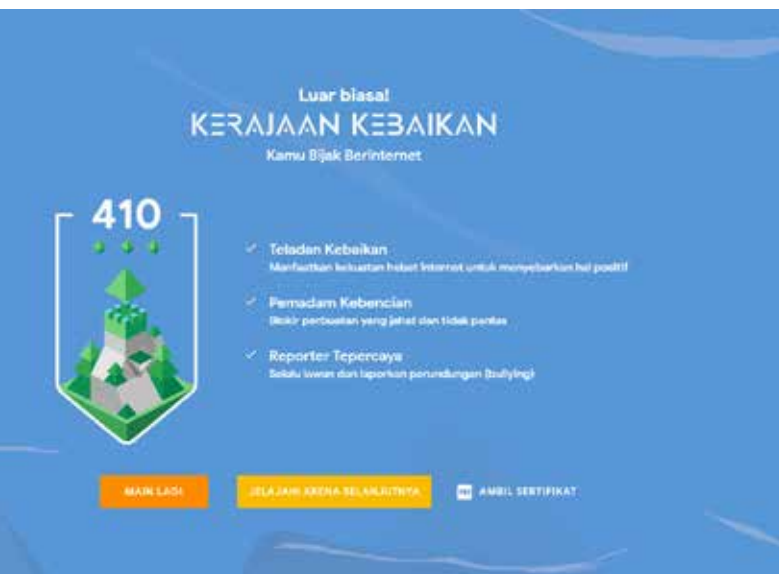 Luar biasa!
KERAJAAN KEBAIKAN
Kamu Bijak Berinternet
410
Teladan Kebaikan
Manfaatkan kekuatan hebat Internet untuk menyebarkan hal positif
Pemadam Kebencian
Blokir perbuatan yang jahat dan tidak pantas
Reporter Tepercaya
Selalu lawan dan laporkan perundungan (bullying)
MAIN LAGI
JELAJAHI ARENA SELANJUTNYA
AMBIL SERTIFIKAT